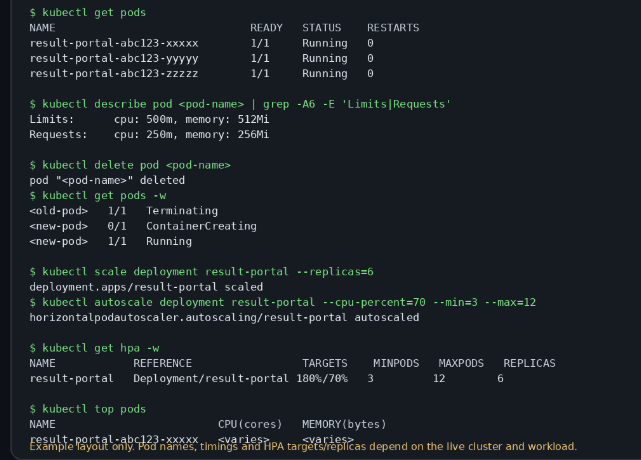 $ kubectl get pods
NAME                              READY   STATUS    RESTARTS
result-portal-abc123-xxxxx        1/1     Running   0
result-portal-abc123-yyyyy        1/1     Running   0
result-portal-abc123-zzzzz        1/1     Running   0
$ kubectl describe pod <pod-name> | grep -A6 -E 'Limits|Requests'
Limits:      cpu: 500m, memory: 512Mi
Requests:    cpu: 250m, memory: 256Mi
$ kubectl delete pod <pod-name>
pod "<pod-name>" deleted
$ kubectl get pods -w
<old-pod>   1/1   Terminating
<new-pod>   0/1   ContainerCreating
<new-pod>   1/1   Running
$ kubectl scale deployment result-portal --replicas=6
deployment.apps/result-portal scaled
$ kubectl autoscale deployment result-portal --cpu-percent=70 --min=3 --max=12
horizontalpodautoscaler.autoscaling/result-portal autoscaled
$ kubectl get hpa -w
NAME            REFERENCE                 TARGETS    MINPODS   MAXPODS   REPLICAS
result-portal   Deployment/result-portal 180%/70%   3         12        6
$ kubectl top pods
NAME                         CPU(cores)   MEMORY(bytes)
result-portal-abc123-xxxxx   <varies>     <varies>
Example layout only. Pod names, timings and HPA targets/replicas depend on the live cluster and workload.